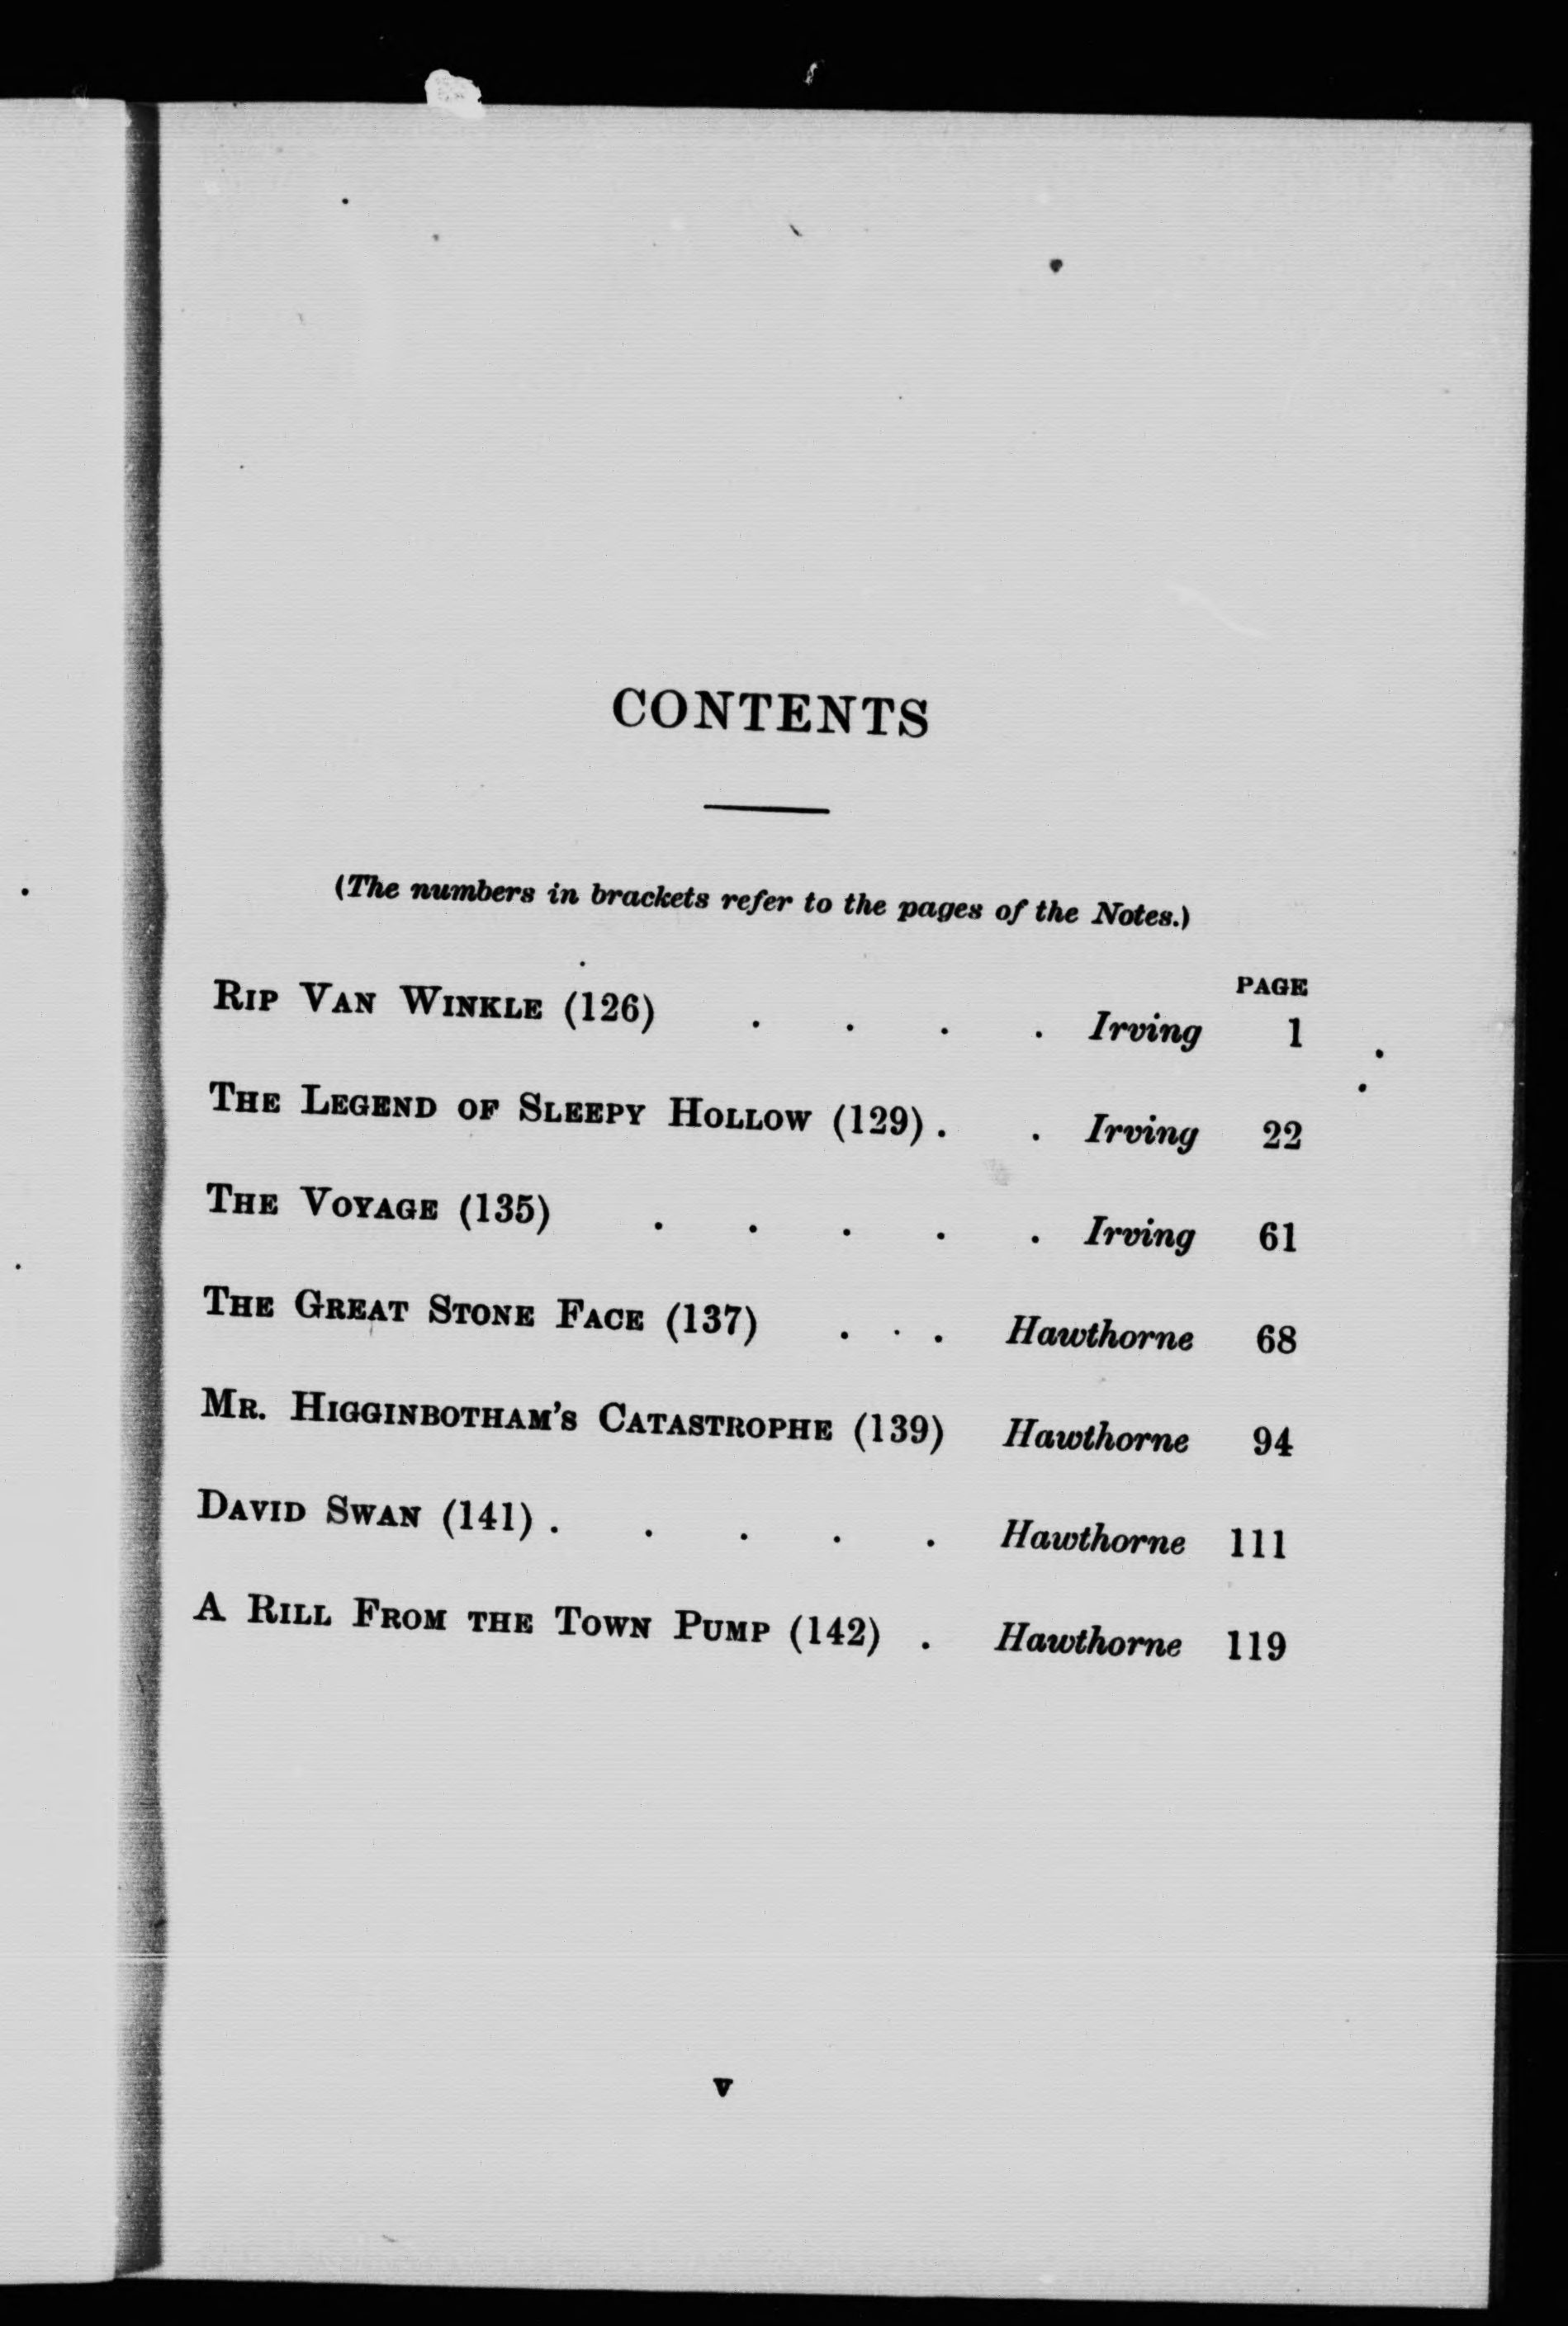 CONTENTS
(The numbers in brackets refer to the pages of the Notes.)
PAGE
RIP VAN WINKLE (126) . . . . Irving 1
THE LEGEND OF SLEEPY HOLLOW (129) . . Irving 22
THE VOYAGE (135) . . . . . Irving 61
THE GREAT STONE FACE (137) . . . Hawthorne 68
MR. HIGGINBOTHAM'S CATASTROPHE (139) Hawthorne 94
DAVID SWAN (141) . . . . . Hawthorne 111
A RILL FROM THE TOWN PUMP (142) . Hawthorne 119
v